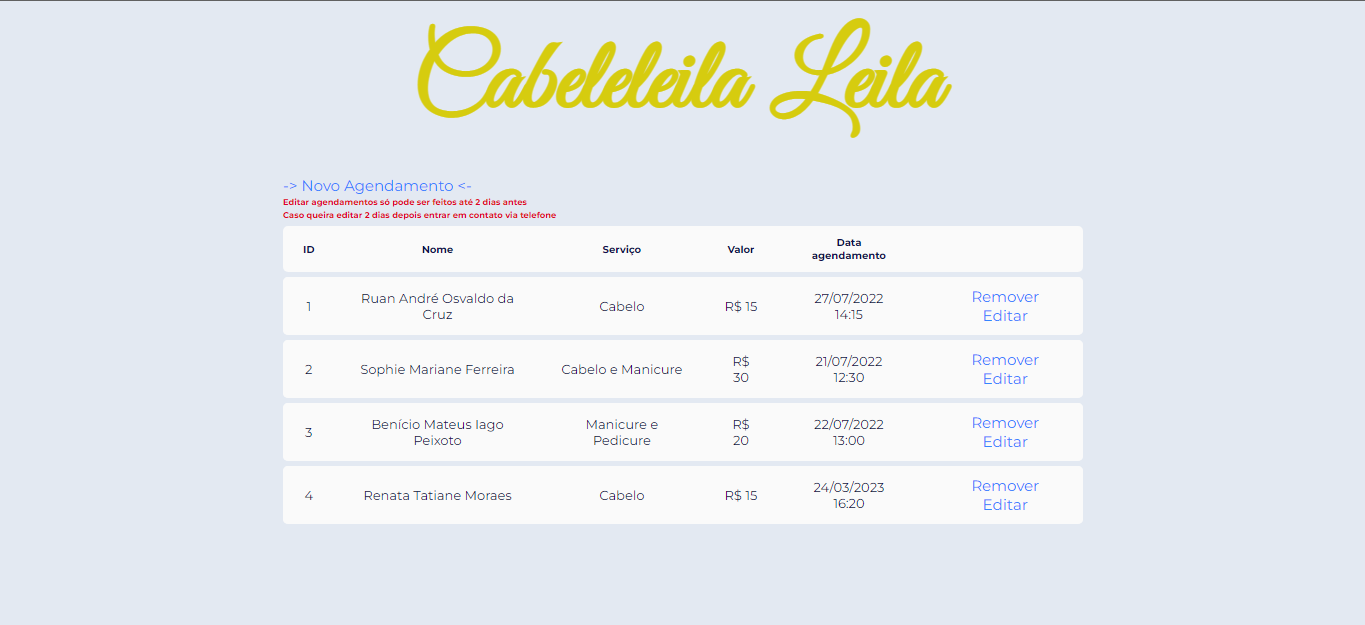 Cabeleleila Leila
-> Novo Agendamento <-
Editar agendamentos só pode ser feitos até 2 dias antes
Caso queira editar 2 dias depois entrar em contato via telefone
ID Nome Serviço Valor Data agendamento
1 Ruan André Osvaldo da Cruz Cabelo R$ 15 27/07/2022 14:15 Remover Editar
2 Sophie Mariane Ferreira Cabelo e Manicure R$ 30 21/07/2022 12:30 Remover Editar
3 Benício Mateus Iago Peixoto Manicure e Pedicure R$ 20 22/07/2022 13:00 Remover Editar
4 Renata Tatiane Moraes Cabelo R$ 15 24/03/2023 16:20 Remover Editar